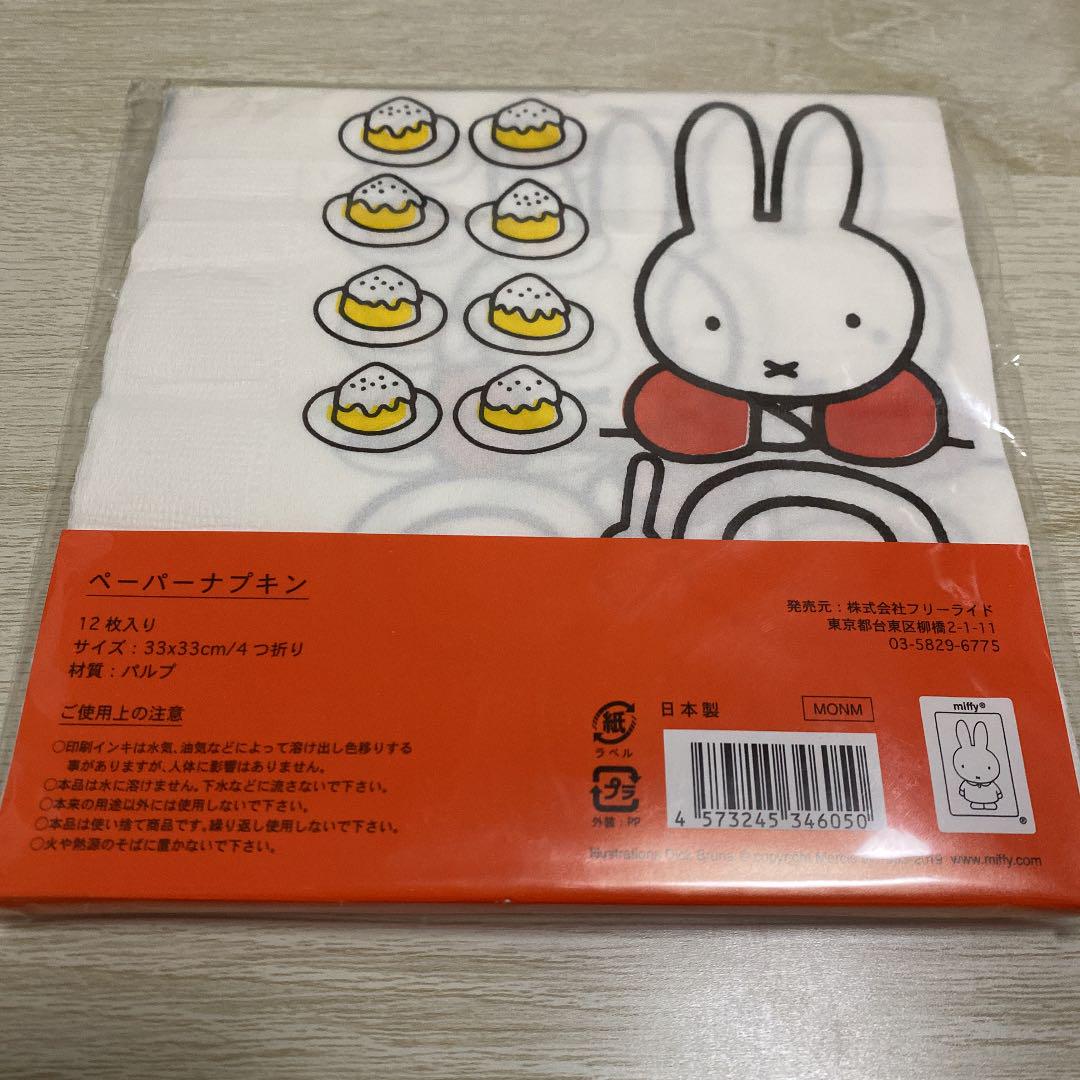 ペーパーナプキン
12枚入り
サイズ：33x33cm/4つ折り
材質：パルプ
ご使用上の注意
○印刷インキは水気、油気などによって溶け出し色移りする
事がありますが、人体に影響はありません。
○本品は水に溶けません。下水などに流さないで下さい。
○本来の用途以外には使用しないで下さい。
○本品は使い捨て商品です。繰り返し使用しないで下さい。
○火や熱源のそばに置かないで下さい。
発売元：株式会社フリーライド
東京都台東区柳橋2-1-11
03-5829-6775
紙
ラベル
プラ
外装：PP
日本製
MONM
4 573245 346050
miffy®
®
Illustrations Dick Bruna © copyright Mercis 2019 www.miffy.com